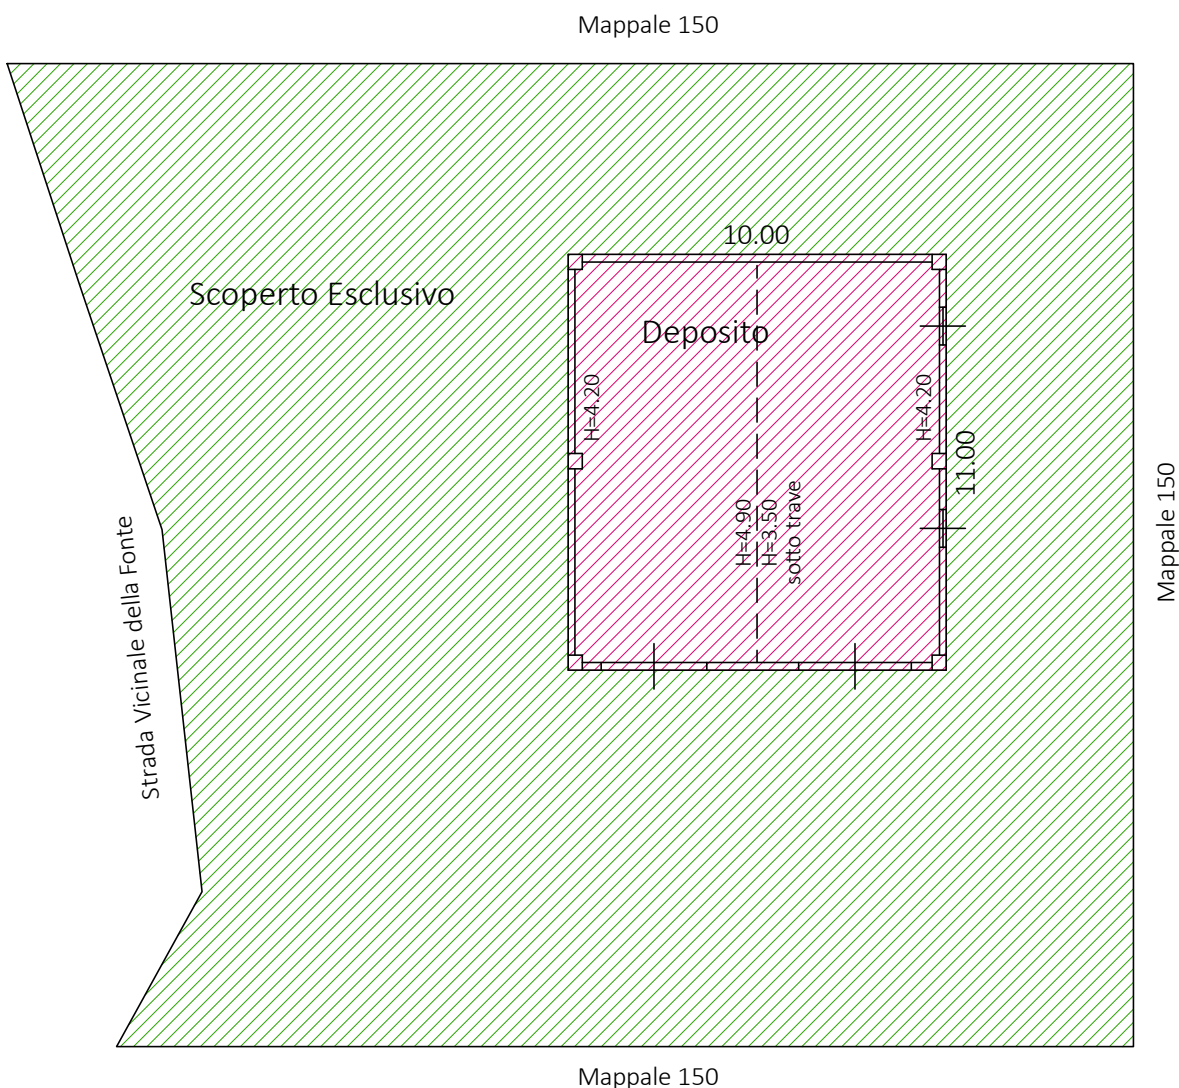 Mappale 150
10.00
Scoperto Esclusivo
Deposito
H=4.20
H=4.20
11.00
H=4.90
H=3.50
sotto trave
Mappale 150
Strada Vicinale della Fonte
Mappale 150